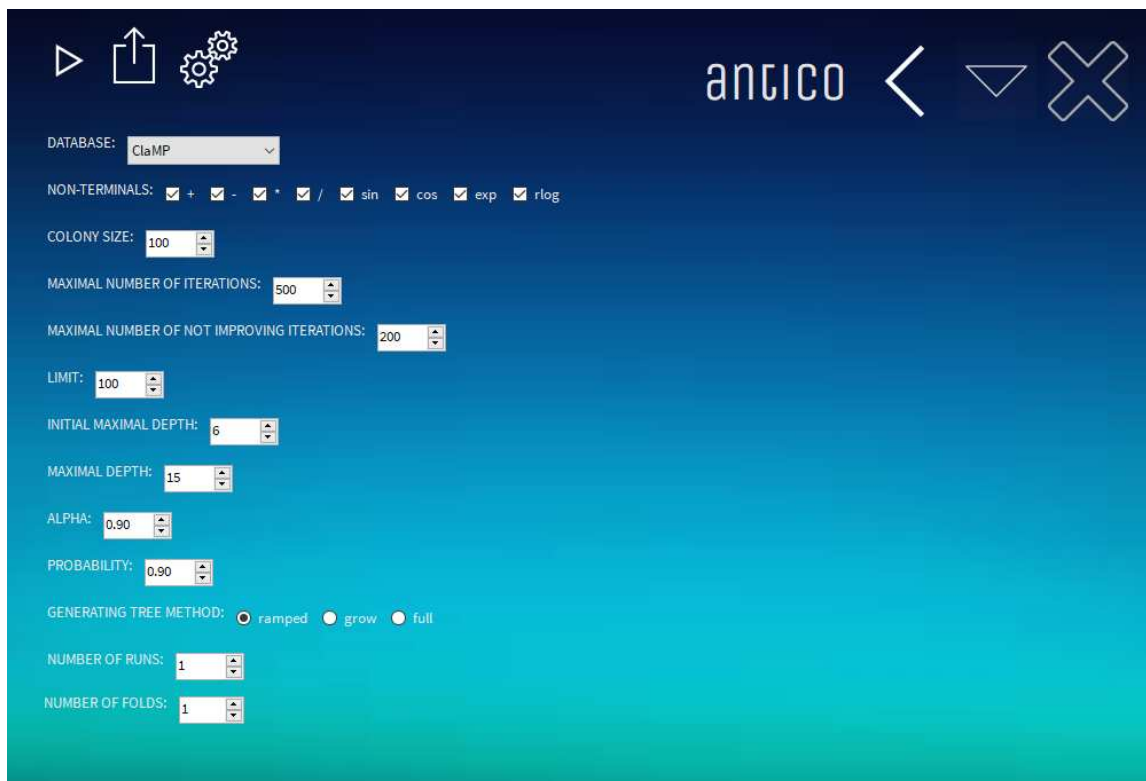 antico
DATABASE: ClaMP
NON-TERMINALS: + - * / sin cos exp rlog
COLONY SIZE: 100
MAXIMAL NUMBER OF ITERATIONS: 500
MAXIMAL NUMBER OF NOT IMPROVING ITERATIONS: 200
LIMIT: 100
INITIAL MAXIMAL DEPTH: 6
MAXIMAL DEPTH: 15
ALPHA: 0.90
PROBABILITY: 0.90
GENERATING TREE METHOD: ramped grow full
NUMBER OF RUNS: 1
NUMBER OF FOLDS: 1